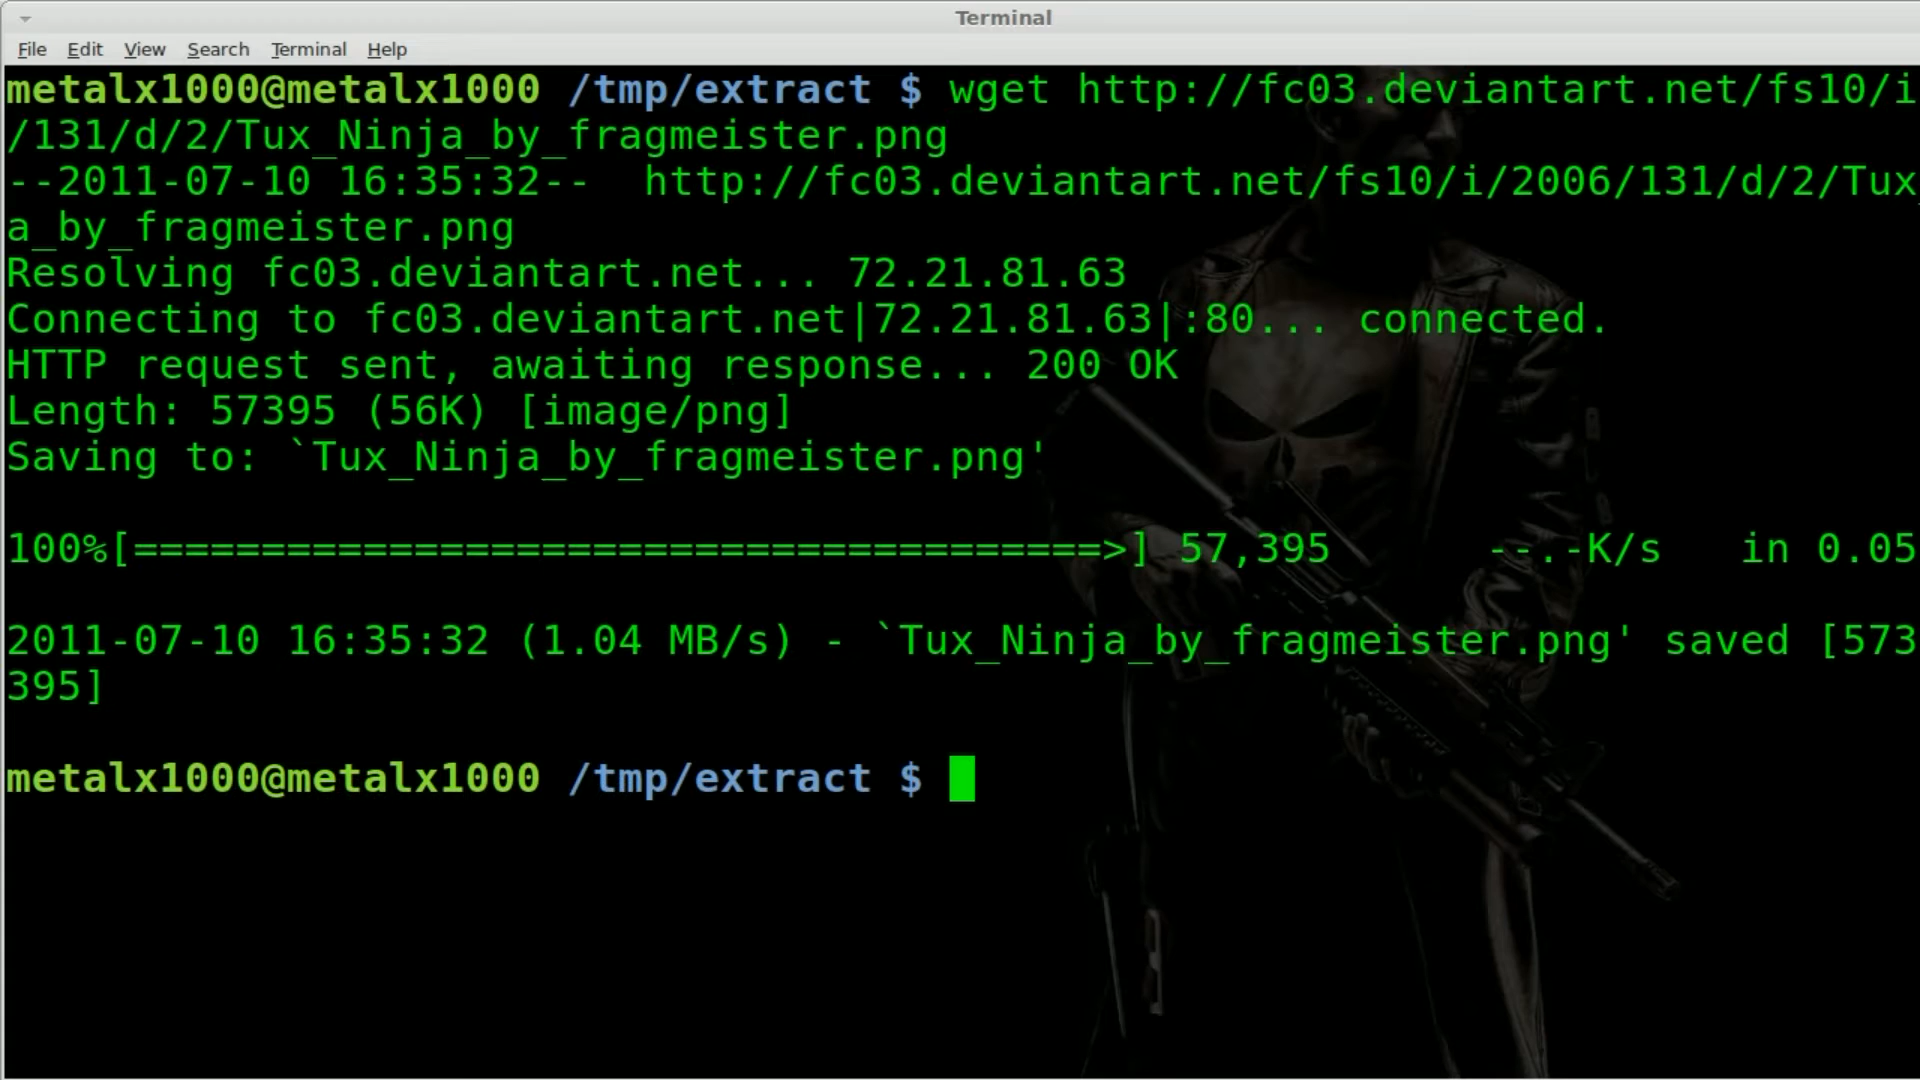 Terminal
File Edit View Search Terminal Help
metalx1000@metalx1000 /tmp/extract $ wget http://fc03.deviantart.net/fs10/i
/131/d/2/Tux_Ninja_by_fragmeister.png
--2011-07-10 16:35:32--  http://fc03.deviantart.net/fs10/i/2006/131/d/2/Tux_
a_by_fragmeister.png
Resolving fc03.deviantart.net... 72.21.81.63
Connecting to fc03.deviantart.net|72.21.81.63|:80... connected.
HTTP request sent, awaiting response... 200 OK
Length: 57395 (56K) [image/png]
Saving to: `Tux_Ninja_by_fragmeister.png'
100%[======================================>] 57,395      --.-K/s   in 0.05
2011-07-10 16:35:32 (1.04 MB/s) - `Tux_Ninja_by_fragmeister.png' saved [573
395]
metalx1000@metalx1000 /tmp/extract $